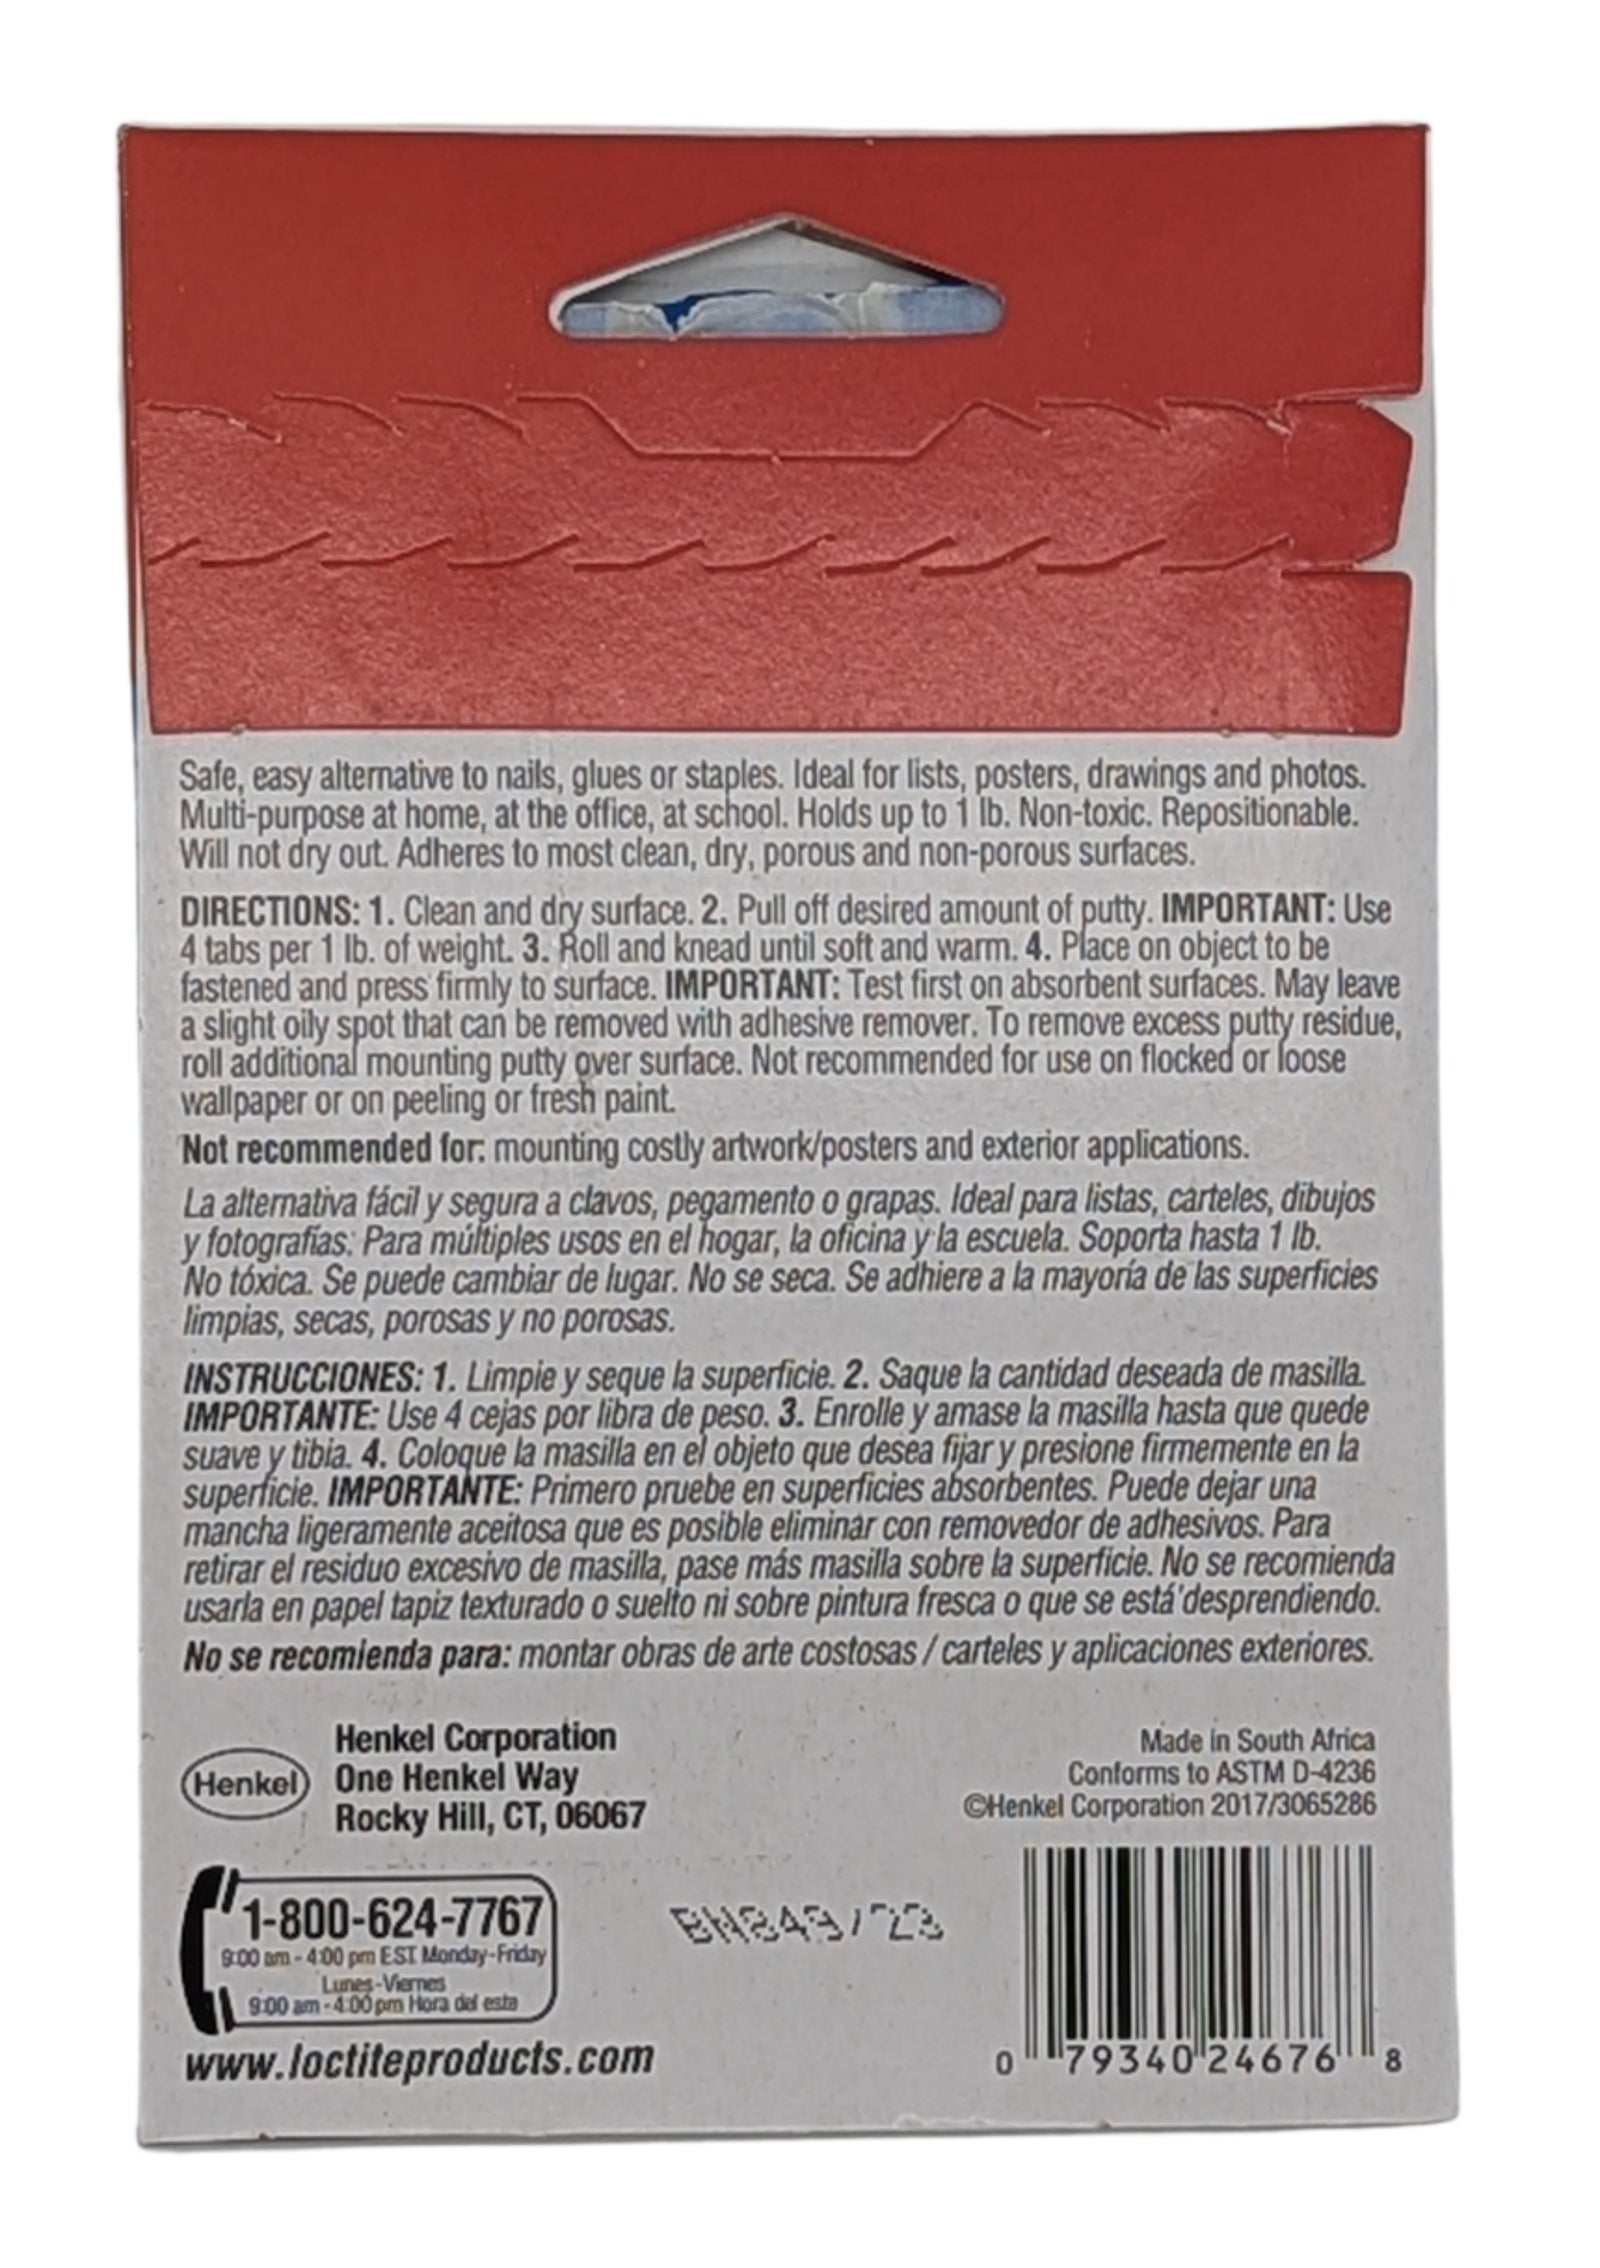 Safe, easy alternative to nails, glues or staples. Ideal for lists, posters, drawings and photos.
Multi-purpose at home, at the office, at school. Holds up to 1 lb. Non-toxic. Repositionable.
Will not dry out. Adheres to most clean, dry, porous and non-porous surfaces.
DIRECTIONS: 1. Clean and dry surface. 2. Pull off desired amount of putty. IMPORTANT: Use
4 tabs per 1 lb. of weight. 3. Roll and knead until soft and warm. 4. Place on object to be
fastened and press firmly to surface. IMPORTANT: Test first on absorbent surfaces. May leave
a slight oily spot that can be removed with adhesive remover. To remove excess putty residue,
roll additional mounting putty over surface. Not recommended for use on flocked or loose
wallpaper or on peeling or fresh paint.
Not recommended for: mounting costly artwork/posters and exterior applications.
La alternativa fácil y segura a clavos, pegamento o grapas. Ideal para listas, carteles, dibujos
y fotografías. Para múltiples usos en el hogar, la oficina y la escuela. Soporta hasta 1 lb.
No tóxica. Se puede cambiar de lugar. No se seca. Se adhiere a la mayoría de las superficies
limpias, secas, porosas y no porosas.
INSTRUCCIONES: 1. Limpie y seque la superficie. 2. Saque la cantidad deseada de masilla.
IMPORTANTE: Use 4 cejas por libra de peso. 3. Enrolle y amase la masilla hasta que quede
suave y tibia. 4. Coloque la masilla en el objeto que desea fijar y presione firmemente en la
superficie. IMPORTANTE: Primero pruebe en superficies absorbentes. Puede dejar una
mancha ligeramente aceitosa que es posible eliminar con removedor de adhesivos. Para
retirar el residuo excesivo de masilla, pase más masilla sobre la superficie. No se recomienda
usarla en papel tapiz texturado o suelto ni sobre pintura fresca o que se está desprendiendo.
No se recomienda para: montar obras de arte costosas / carteles y aplicaciones exteriores.
Henkel
Henkel Corporation
One Henkel Way
Rocky Hill, CT, 06067
Made in South Africa
Conforms to ASTM D-4236
©Henkel Corporation 2017/3065286
1-800-624-7767
9:00 am - 4:00 pm EST Monday-Friday
Lunes-Viernes
9:00 am - 4:00 pm Hora del este
www.loctiteproducts.com
BN849/23
0 79340 24676 8